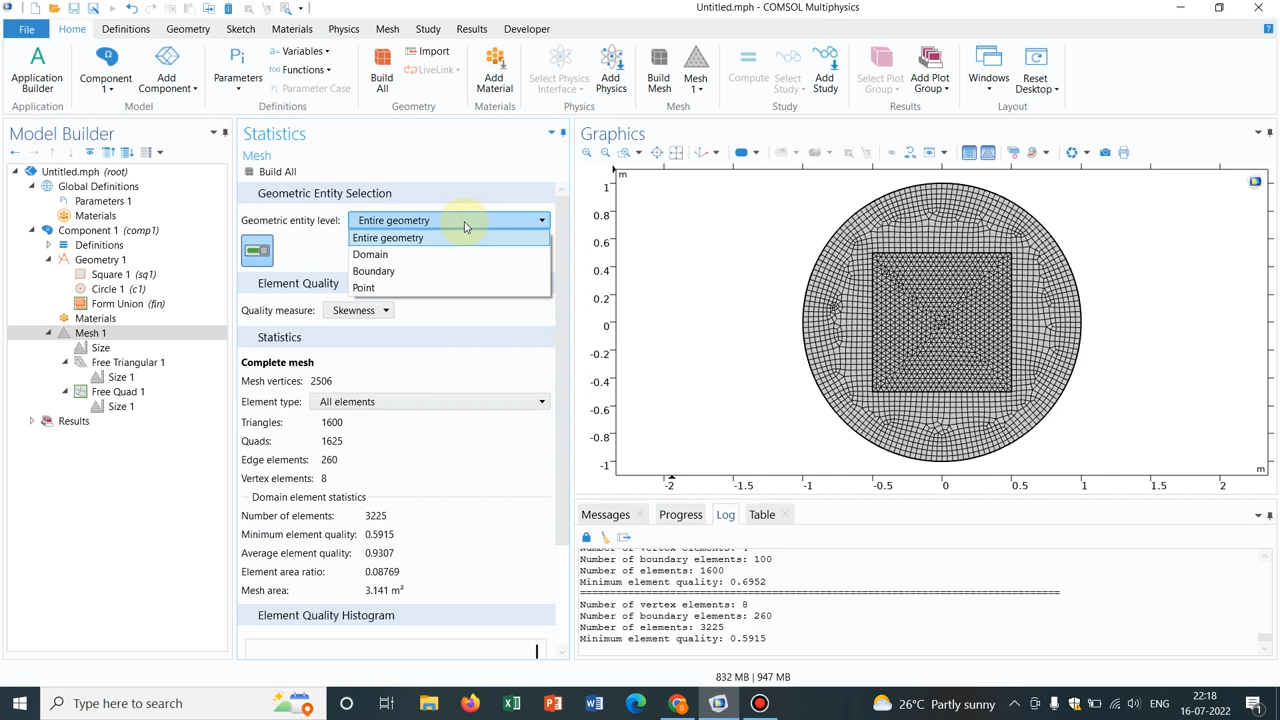 Untitled.mph - COMSOL Multiphysics
File Home Definitions Geometry Sketch Materials Physics Mesh Study Results Developer
Application Builder
Component 1
Add Component
Parameters
a= Variables
f(x) Functions
Pi Parameter Case
Build All
Import
LiveLink
Add Material
Select Physics Interface
Add Physics
Build Mesh
Mesh 1
Compute
Select Study
Add Study
Select Plot Group
Add Plot Group
Windows
Reset Desktop
Application Model Definitions Geometry Materials Physics Mesh Study Results Layout
Model Builder
Untitled.mph (root)
Global Definitions
Parameters 1
Materials
Component 1 (comp1)
Definitions
Geometry 1
Square 1 (sq1)
Circle 1 (c1)
Form Union (fin)
Materials
Mesh 1
Size
Free Triangular 1
Size 1
Free Quad 1
Size 1
Results
Statistics
Mesh
Build All
Geometric Entity Selection
Geometric entity level: Entire geometry
Entire geometry
Domain
Boundary
Point
Element Quality
Quality measure: Skewness
Statistics
Complete mesh
Mesh vertices: 2506
Element type: All elements
Triangles: 1600
Quads: 1625
Edge elements: 260
Vertex elements: 8
Domain element statistics
Number of elements: 3225
Minimum element quality: 0.5915
Average element quality: 0.9307
Element area ratio: 0.08769
Mesh area: 3.141 m²
Element Quality Histogram
Graphics
m
1
0.8
0.6
0.4
0.2
0
-0.2
-0.4
-0.6
-0.8
-1
m
-2 -1.5 -1 -0.5 0 0.5 1 1.5 2
Messages Progress Log Table
Number of boundary elements: 100
Number of elements: 1600
Minimum element quality: 0.6952
================================================================================
Number of vertex elements: 8
Number of boundary elements: 260
Number of elements: 3225
Minimum element quality: 0.5915
832 MB | 947 MB
Type here to search
26°C Partly sunny
ENG
22:18
16-07-2022